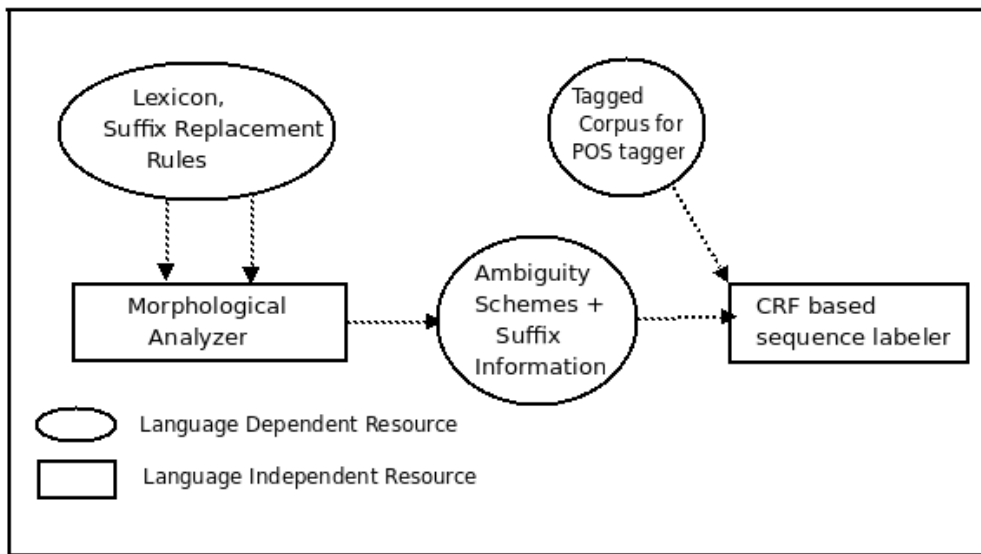 Lexicon,
Suffix Replacement
Rules
Tagged
Corpus for
POS tagger
Morphological
Analyzer
Ambiguity
Schemes +
Suffix
Information
CRF based
sequence labeler
Language Dependent Resource
Language Independent Resource